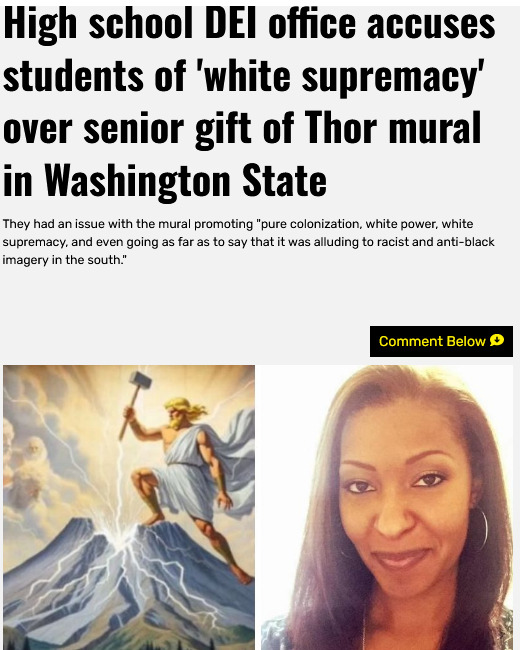 High school DEI office accuses
students of 'white supremacy'
over senior gift of Thor mural
in Washington State
They had an issue with the mural promoting "pure colonization, white power, white
supremacy, and even going as far as to say that it was alluding to racist and anti-black
imagery in the south."
Comment Below